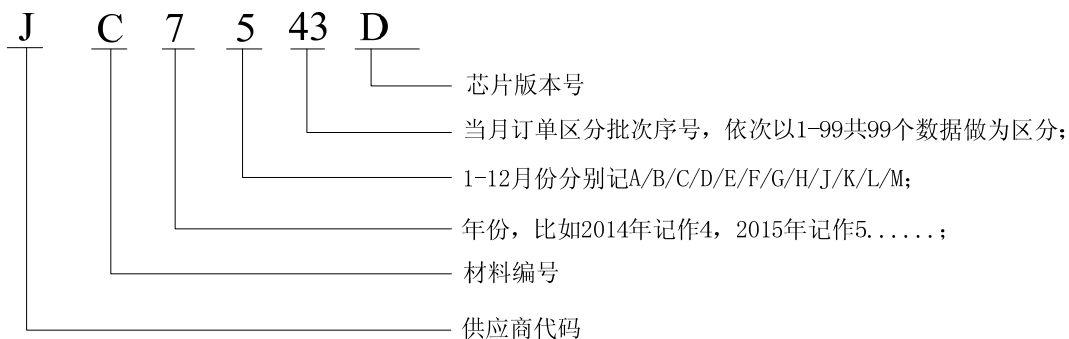 J C 7 5 43 D
芯片版本号
当月订单区分批次序号，依次以1-99共99个数据做为区分；
1-12月份分别记A/B/C/D/E/F/G/H/J/K/L/M；
年份，比如2014年记作4，2015年记作5......；
材料编号
供应商代码